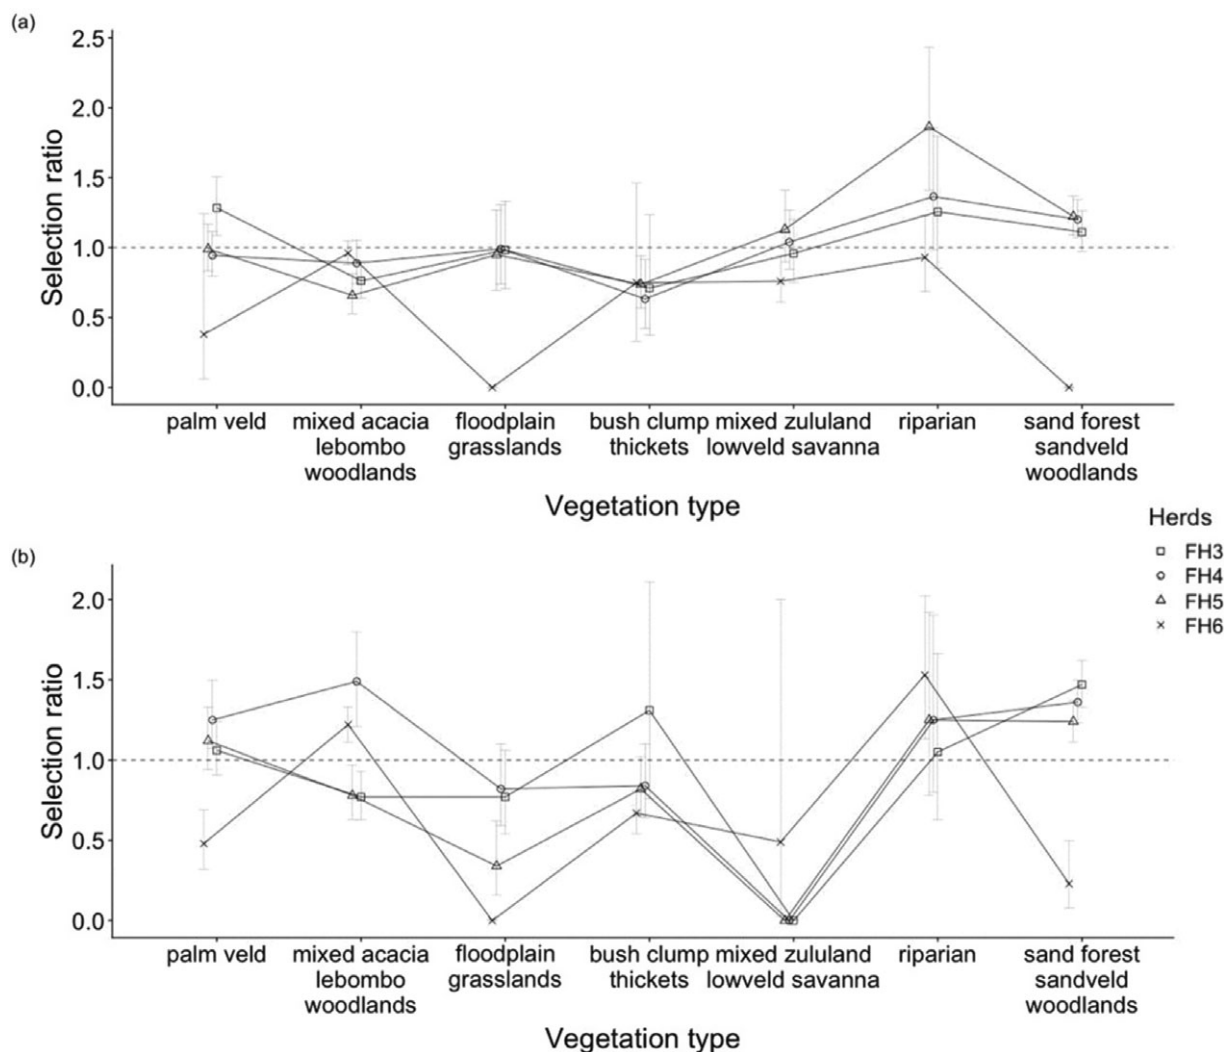 (a)
2.5
2.0
1.5
1.0
0.5
0.0
Selection ratio
palm veld
mixed acacia
lebombo
woodlands
floodplain
grasslands
bush clump
thickets
mixed zululand
lowveld savanna
riparian
sand forest
sandveld
woodlands
Vegetation type
Herds
FH3
FH4
FH5
FH6
(b)
2.0
1.5
1.0
0.5
0.0
Selection ratio
palm veld
mixed acacia
lebombo
woodlands
floodplain
grasslands
bush clump
thickets
mixed zululand
lowveld savanna
riparian
sand forest
sandveld
woodlands
Vegetation type